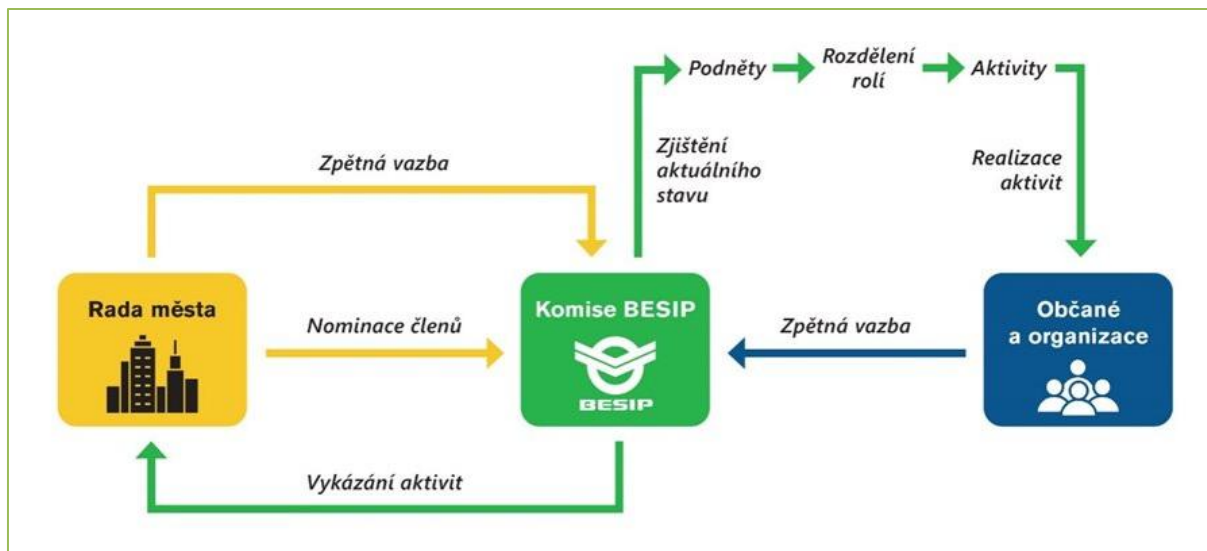 Podněty
Rozdělení
rolí
Aktivity
Zpětná vazba
Zjištění
aktuálního
stavu
Realizace
aktivit
Rada města
Nominace členů
Komise BESIP
BESIP
Zpětná vazba
Občané
a organizace
Vykázání aktivit